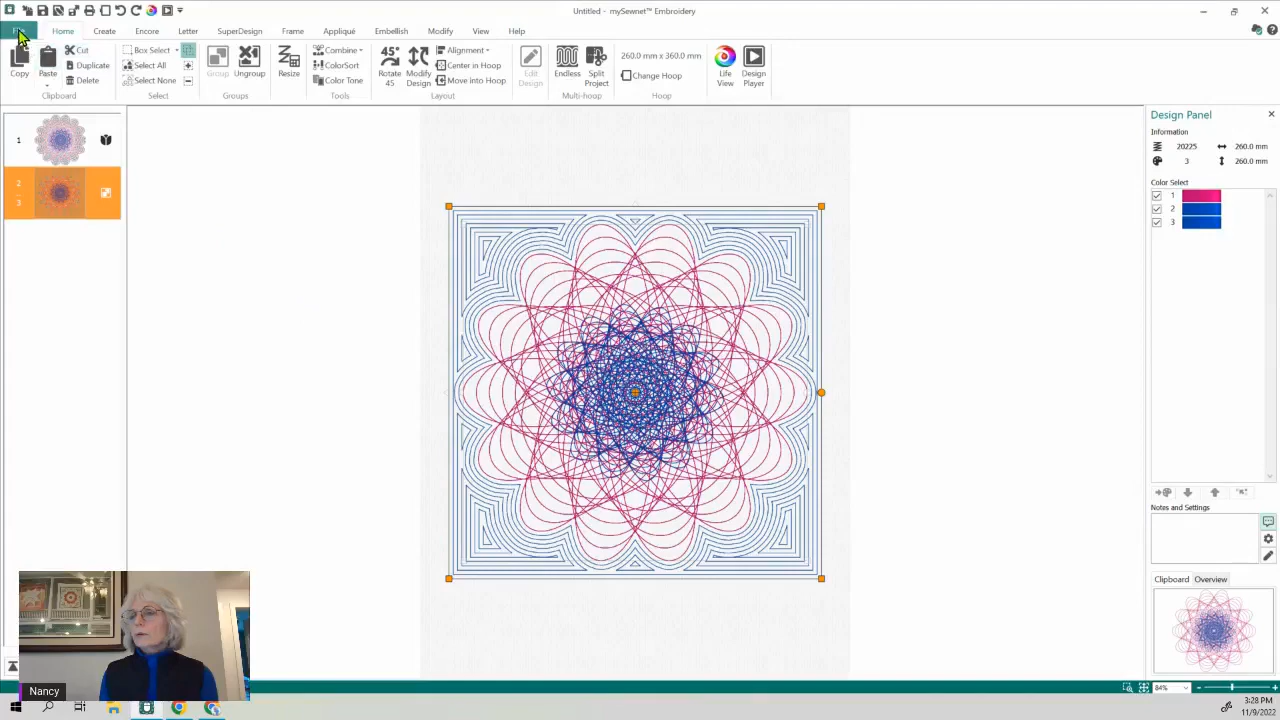 Untitled - mySewnet™ Embroidery
Home Create Encore Letter SuperDesign Frame Appliqué Embellish Modify View Help
Copy
Paste
Cut
Duplicate
Delete
Clipboard
Box Select
Select All
Select None
Select
Group
Ungroup
Groups
Resize
Combine
ColorSort
Color Tone
Tools
Rotate
45
Modify
Design
Alignment
Center in Hoop
Move into Hoop
Layout
Edit
Design
Endless
Split
Project
Multi-hoop
260.0 mm x 360.0 mm
Change Hoop
Hoop
Life
View
Design
Player
1
2
3
Design Panel
Information
20225 260.0 mm
3 260.0 mm
Color Select
1
2
3
Notes and Settings
Clipboard Overview
Nancy
84%
3:28 PM
11/9/2022